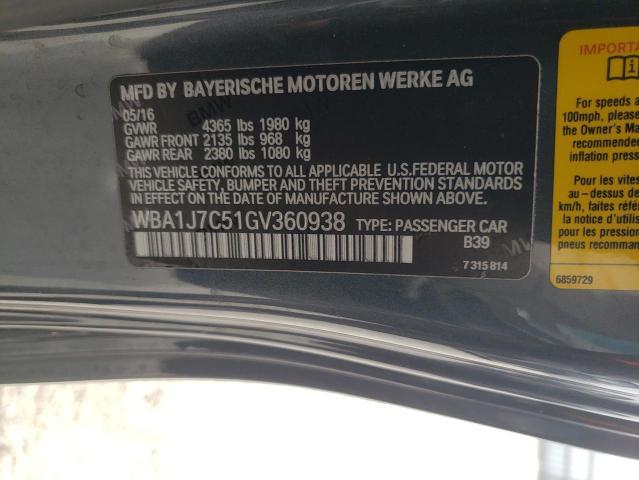 MFD BY BAYERISCHE MOTOREN WERKE AG
05/16
GVWR 4365 lbs 1980 kg
GAWR FRONT 2135 lbs 968 kg
GAWR REAR 2380 lbs 1080 kg
THIS VEHICLE CONFORMS TO ALL APPLICABLE U.S.FEDERAL MOTOR
VEHICLE SAFETY, BUMPER, AND THEFT PREVENTION STANDARDS
IN EFFECT ON THE DATE OF MANUFACTURE SHOWN ABOVE.
WBA1J7C51GV360938 TYPE: PASSENGER CAR
B39
7 315 814
IMPORTA
For speeds a
100mph, please
the Owner's Ma
recommended
inflation press
Pour les vites
au-dessus de
km/h, faites réfé
au manuel
d'utilis
pour
pneus recomman
6859729